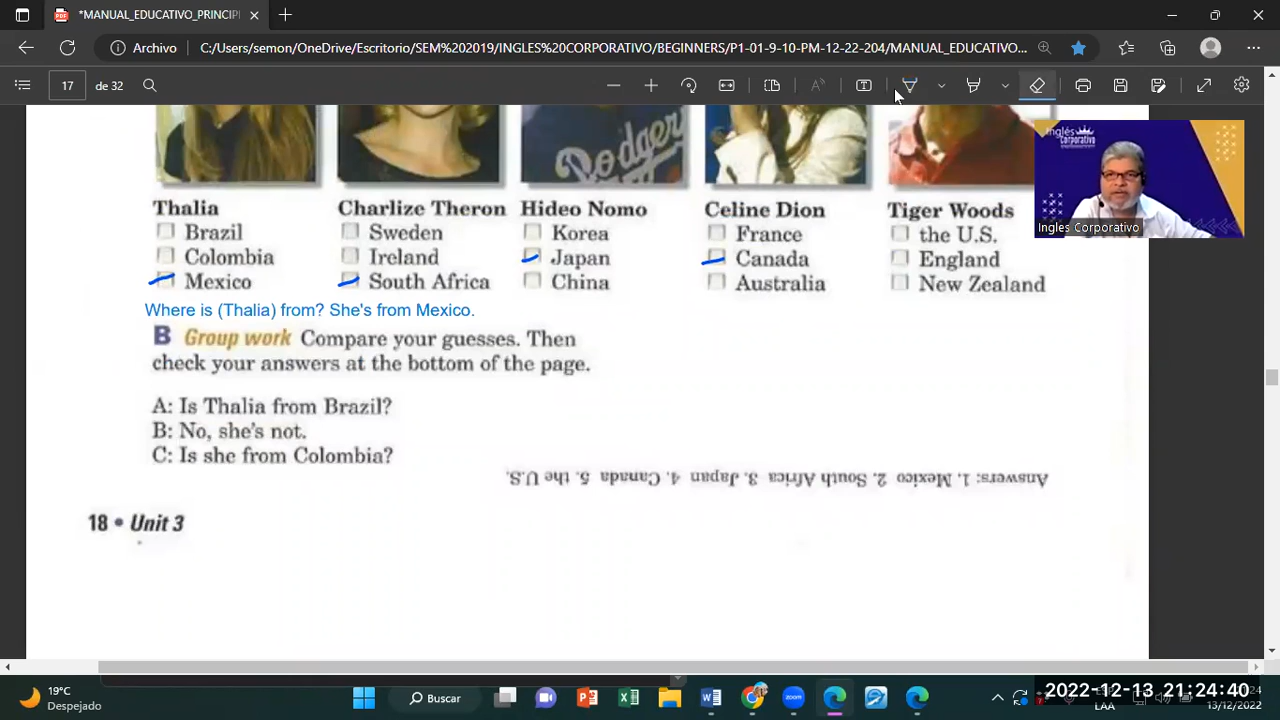 *MANUAL_EDUCATIVO_PRINCIPI
Archivo
C:/Users/semon/OneDrive/Escritorio/SEM%202019/INGLES%20CORPORATIVO/BEGINNERS/P1-01-9-10-PM-12-22-204/MANUAL_EDUCATIVO...
17 de 32
Dodgers
Inglés Corporativo
Ingles Corporativo
Thalia
Brazil
Colombia
Mexico
Charlize Theron
Sweden
Ireland
South Africa
Hideo Nomo
Korea
Japan
China
Celine Dion
France
Canada
Australia
Tiger Woods
the U.S.
England
New Zealand
Where is (Thalia) from? She's from Mexico.
B Group work Compare your guesses. Then
check your answers at the bottom of the page.
A: Is Thalia from Brazil?
B: No, she's not.
C: Is she from Colombia?
Answers: 1. Mexico 2. South Africa 3. Japan 4. Canada 5. the U.S.
18 • Unit 3
19°C
Despejado
Buscar
LAA
2022-12-13 21:24:40
13/12/2022